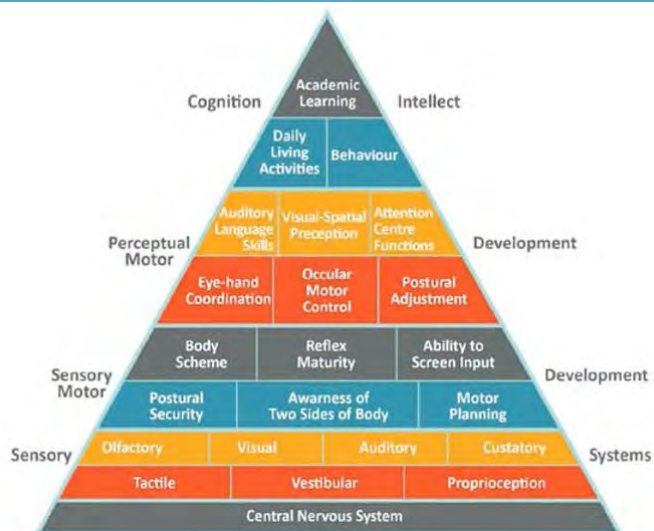 Academic
Learning
Cognition
Intellect
Daily
Living
Activities
Behaviour
Auditory
Language
Skills
Visual-Spatial
Preception
Attention
Centre
Functions
Perceptual
Motor
Development
Eye-hand
Coordination
Occular
Motor
Control
Postural
Adjustment
Body
Scheme
Reflex
Maturity
Ability to
Screen Input
Sensory
Motor
Development
Postural
Security
Awarness of
Two Sides of Body
Motor
Planning
Sensory
Olfactory
Visual
Auditory
Custatory
Systems
Tactile
Vestibular
Proprioception
Central Nervous System